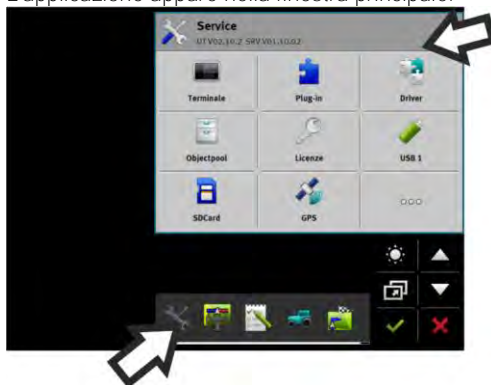 L'applicazione appare nella finestra principale.
Service
UT V02.10.2 SRV V01.10.02
Terminale
Plug-in
Driver
Objectpool
Licenze
USB 1
SDCard
GPS